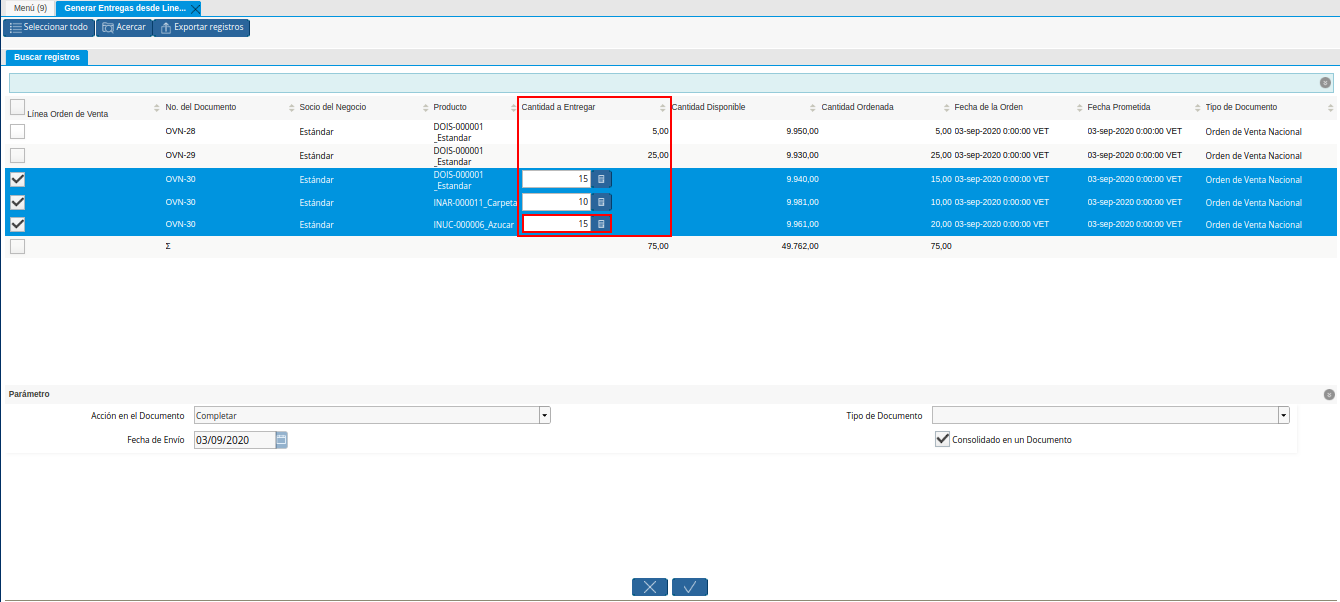 Menú (9) Generar Entregas desde Line...
Seleccionar todo Acercar Exportar registros
Buscar registros
Línea Orden de Venta No. del Documento Socio del Negocio Producto Cantidad a Entregar Cantidad Disponible Cantidad Ordenada Fecha de la Orden Fecha Prometida Tipo de Documento
OVN-28 Estándar DOIS-000001 _Estandar 5,00 9.950,00 5,00 03-sep-2020 0:00:00 VET 03-sep-2020 0:00:00 VET Orden de Venta Nacional
OVN-29 Estándar DOIS-000001 _Estandar 25,00 9.930,00 25,00 03-sep-2020 0:00:00 VET 03-sep-2020 0:00:00 VET Orden de Venta Nacional
OVN-30 Estándar DOIS-000001 _Estandar 15 9.940,00 15,00 03-sep-2020 0:00:00 VET 03-sep-2020 0:00:00 VET Orden de Venta Nacional
OVN-30 Estándar INAR-000011_Carpeta 10 9.981,00 10,00 03-sep-2020 0:00:00 VET 03-sep-2020 0:00:00 VET Orden de Venta Nacional
OVN-30 Estándar INUC-000006_Azucar 15 9.961,00 20,00 03-sep-2020 0:00:00 VET 03-sep-2020 0:00:00 VET Orden de Venta Nacional
Σ 75,00 49.762,00 75,00
Parámetro
Acción en el Documento Completar Tipo de Documento
Fecha de Envío 03/09/2020 Consolidado en un Documento